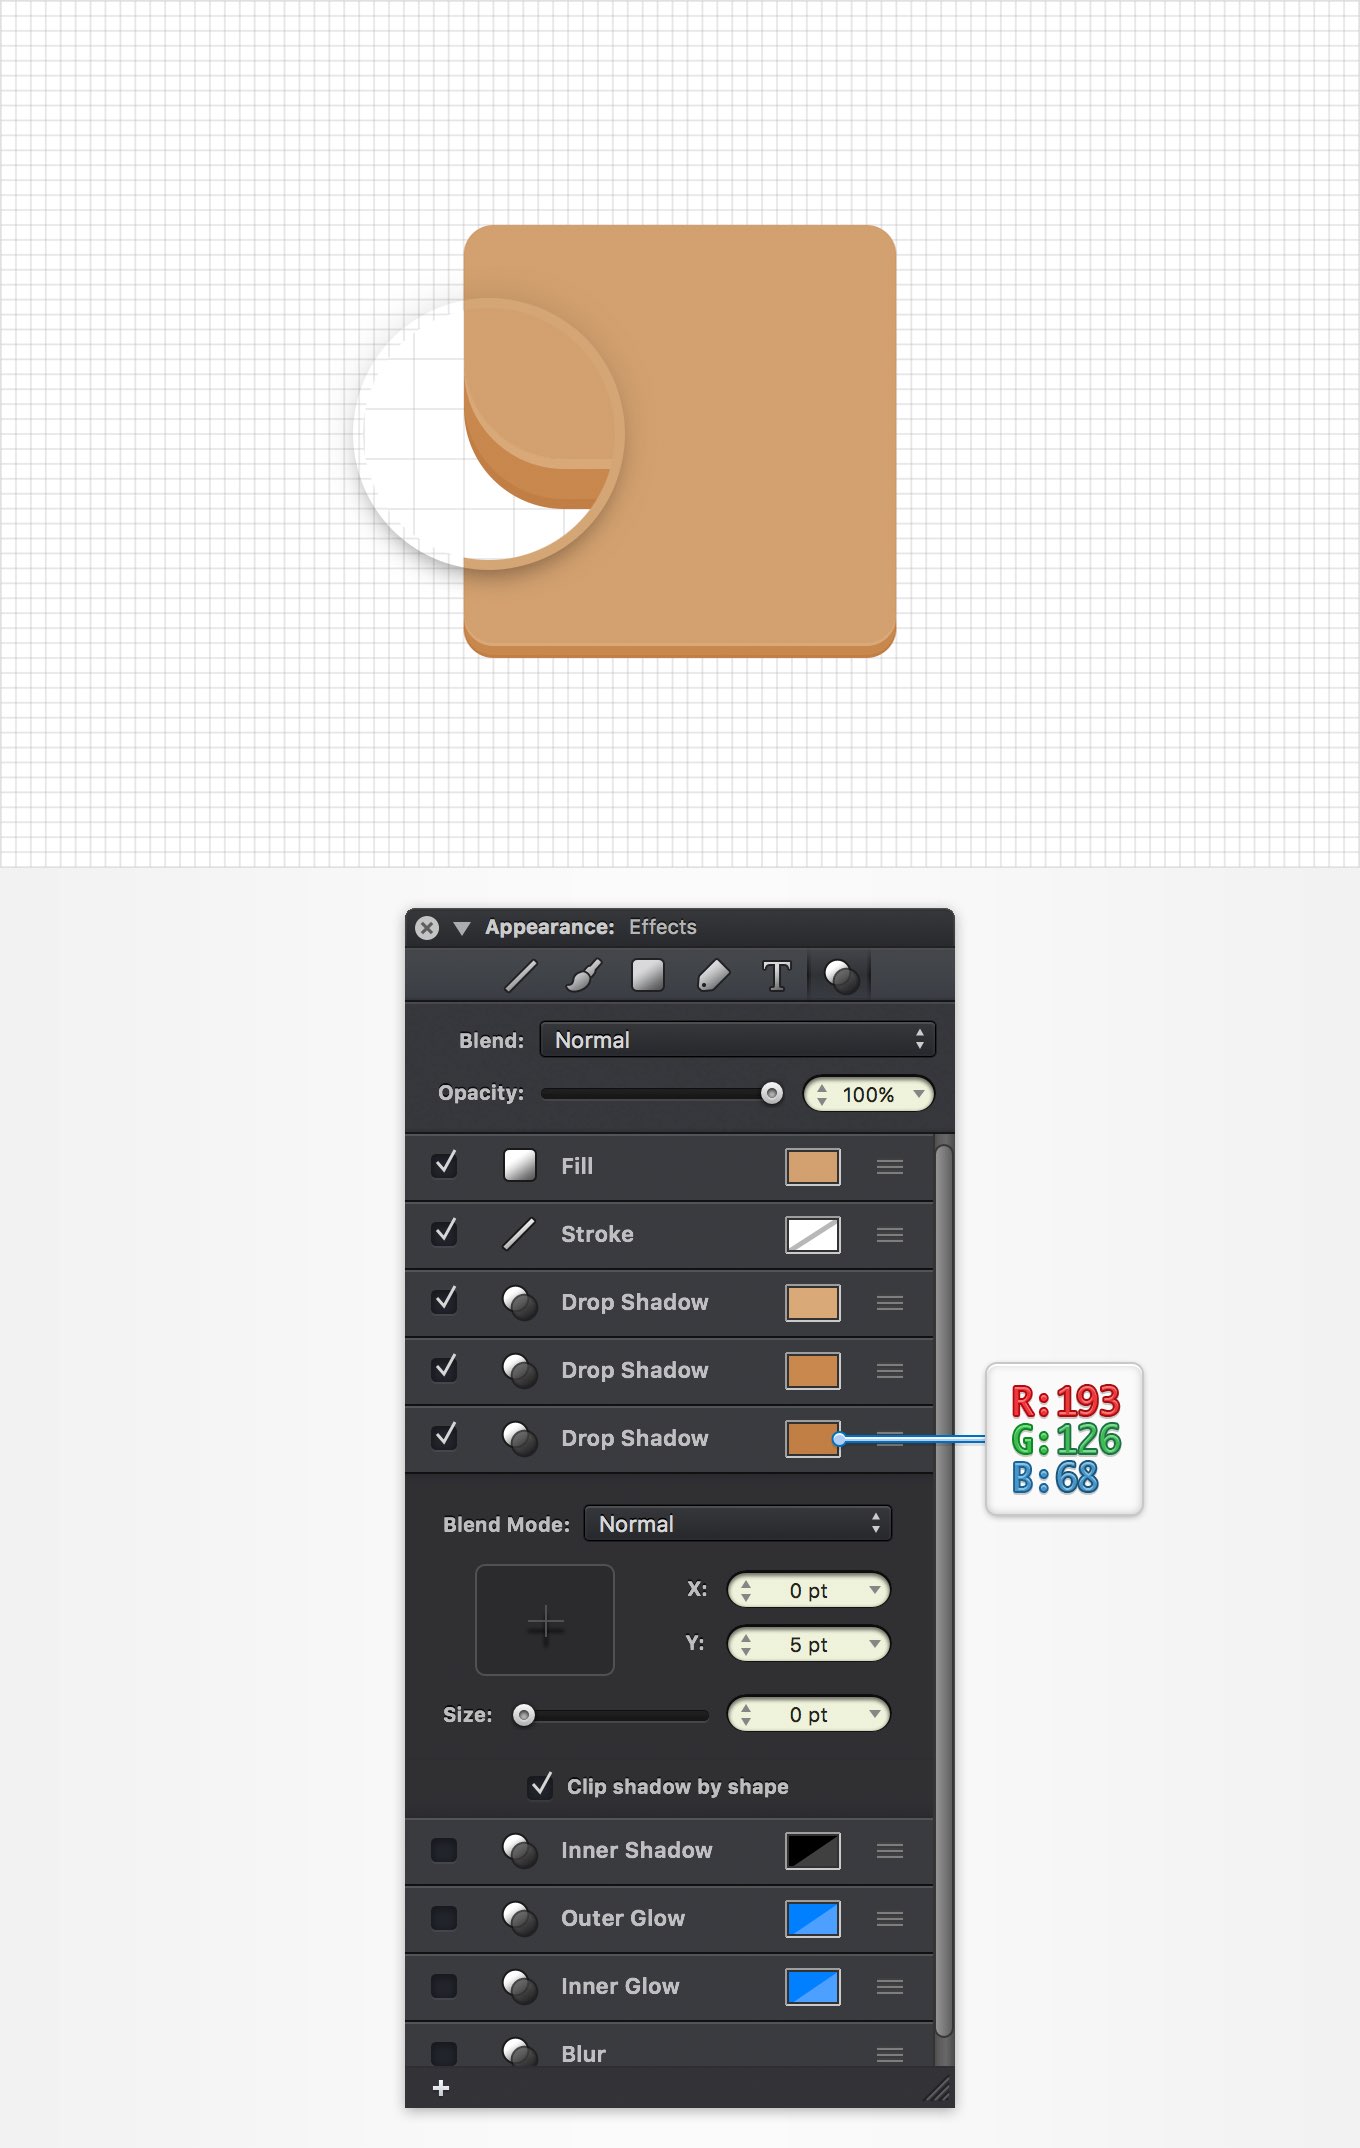 Appearance: Effects
T
Blend: Normal
Opacity: 100%
Fill
Stroke
Drop Shadow
Drop Shadow
Drop Shadow
R:193
G:126
B:68
Blend Mode: Normal
X: 0 pt
Y: 5 pt
Size: 0 pt
Clip shadow by shape
Inner Shadow
Outer Glow
Inner Glow
Blur